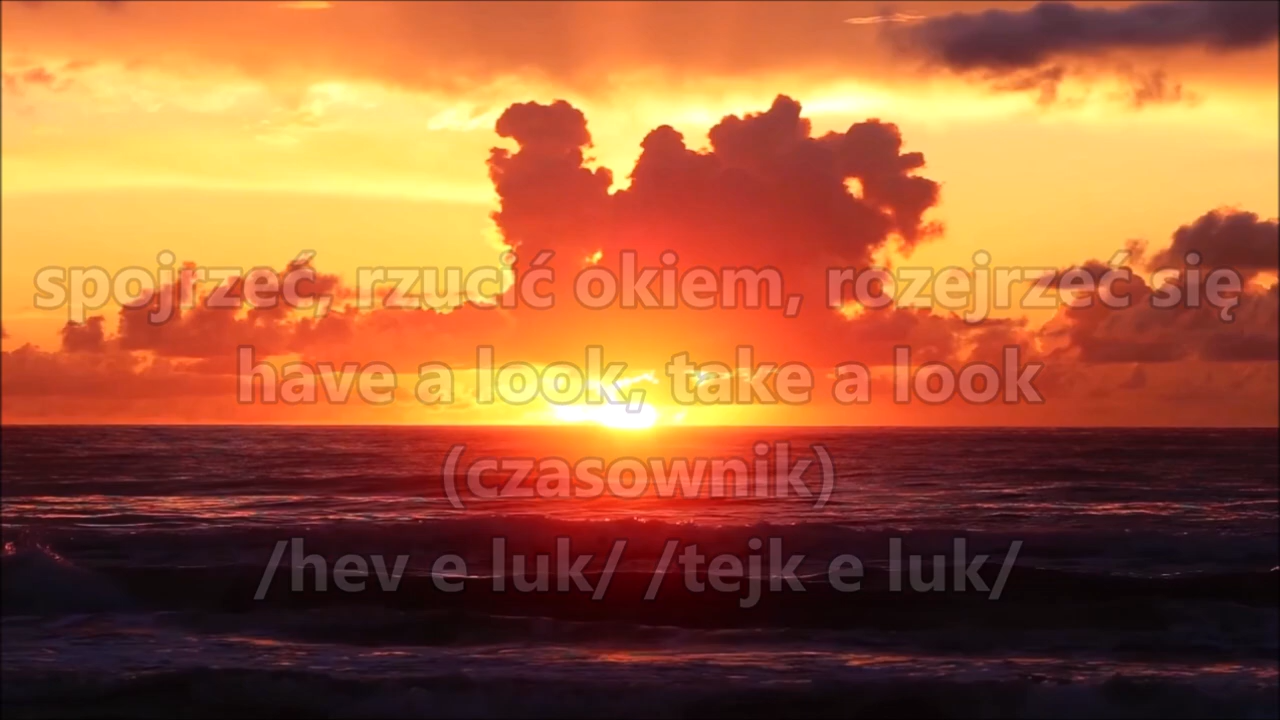 spojrzeć, rzucić okiem, rozejrzeć się
have a look, take a look
(czasownik)
/hev e luk/ /tejk e luk/